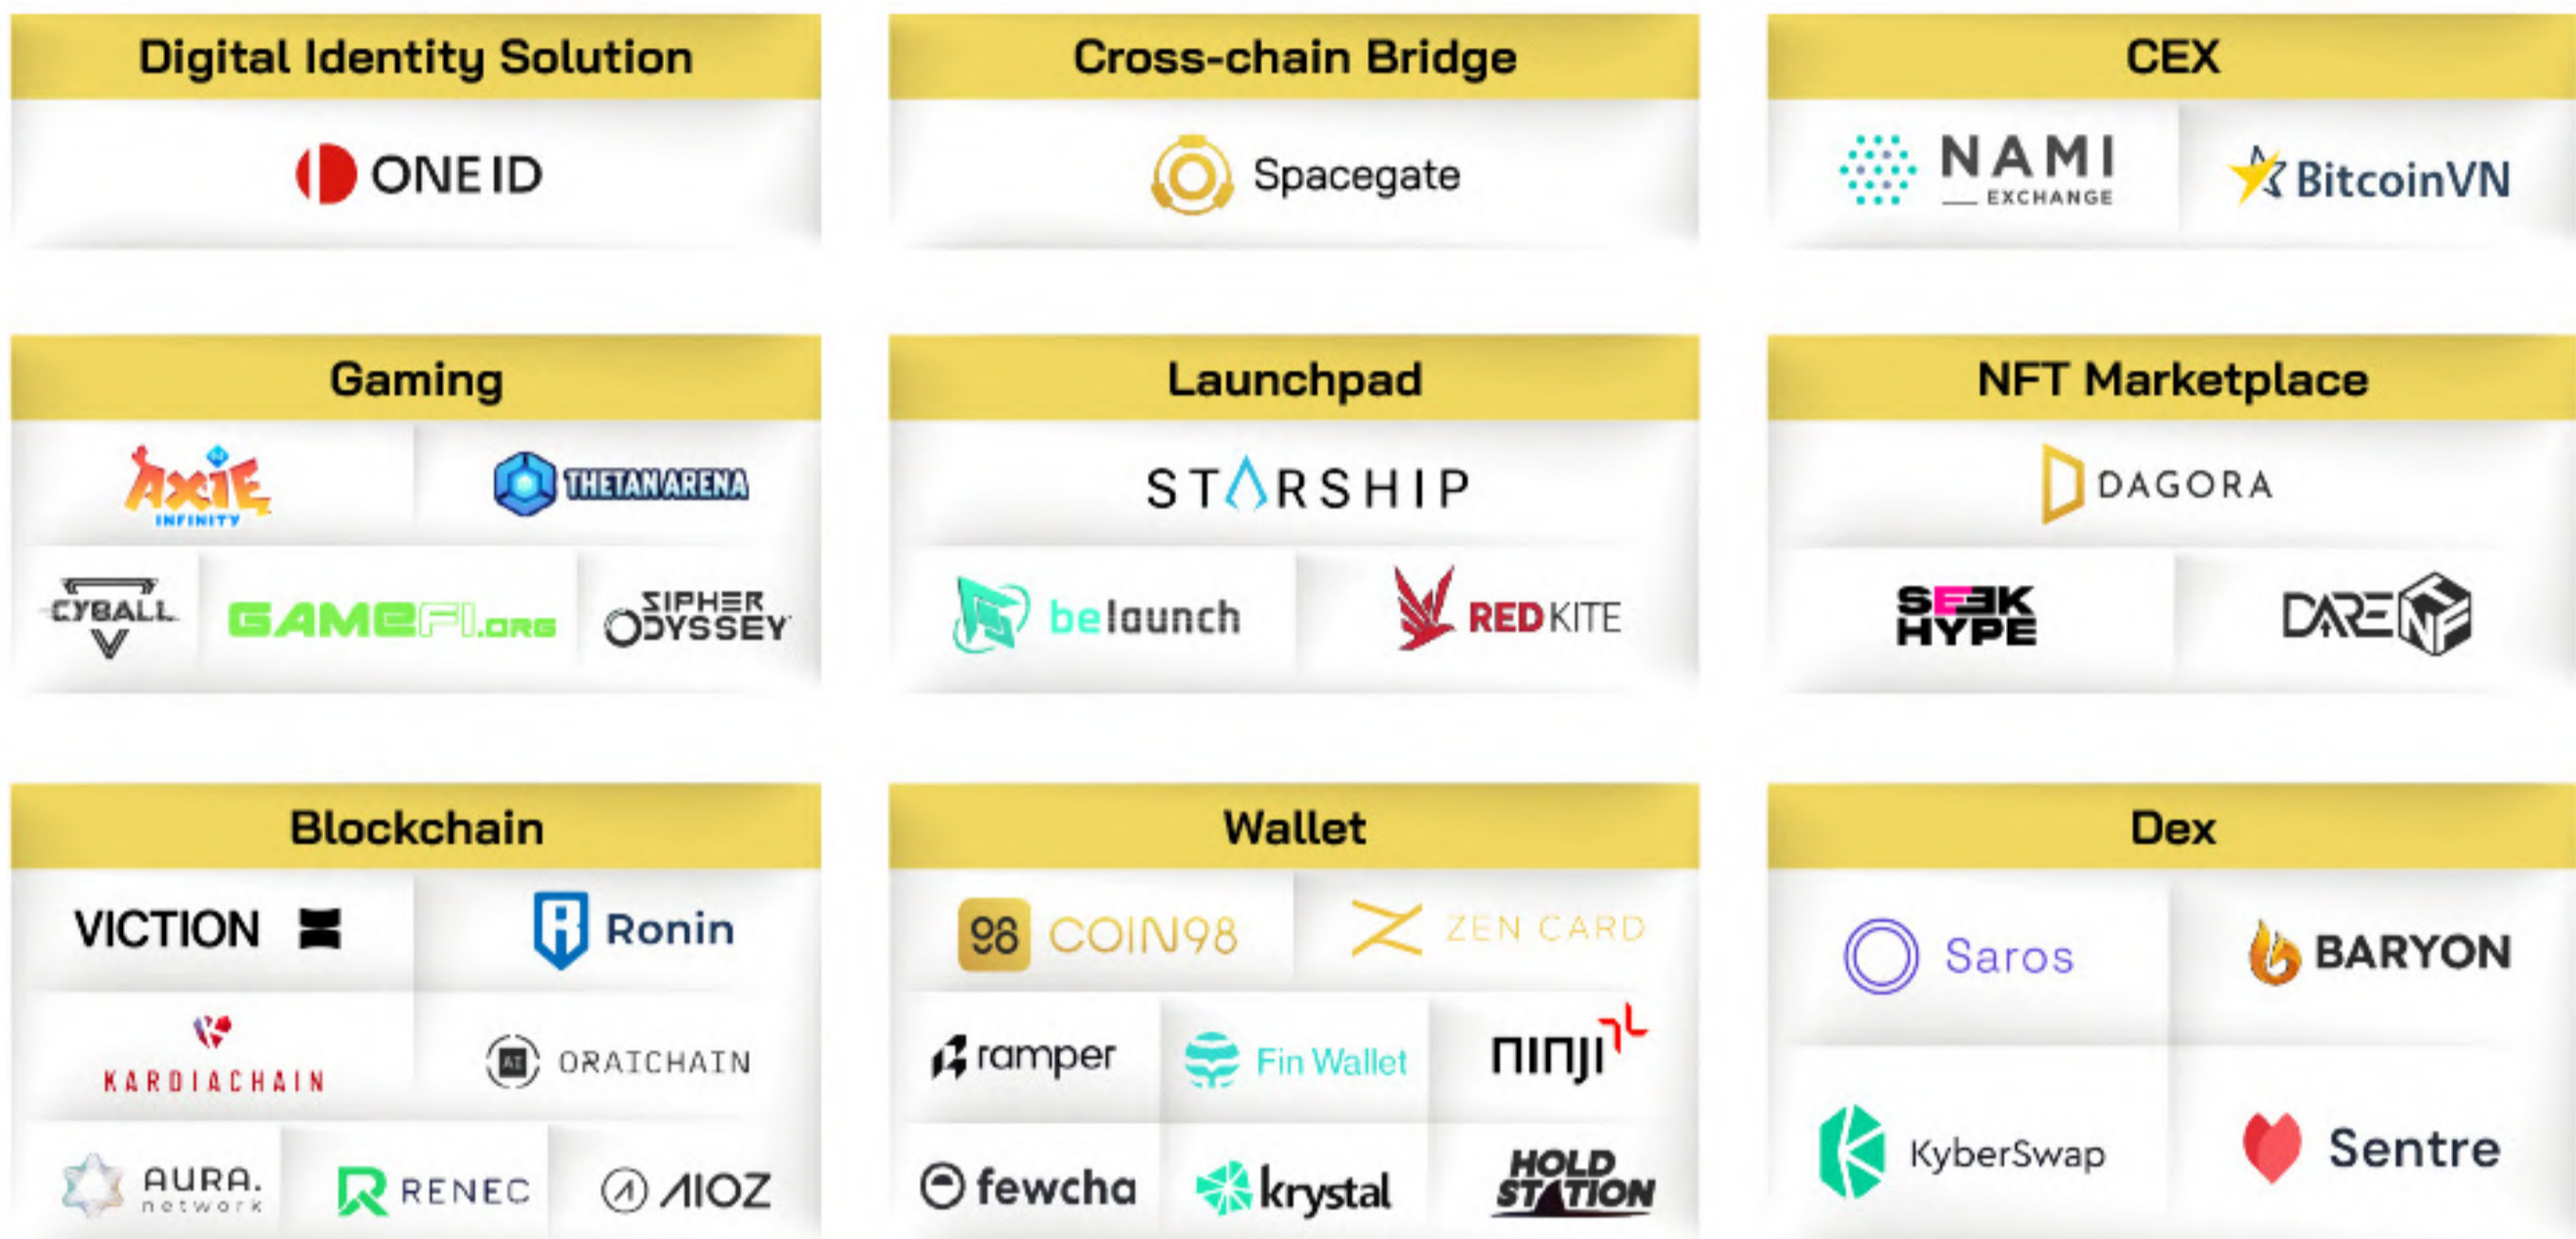 Digital Identity Solution
ONE ID
Cross-chain Bridge
Spacegate
CEX
NAMI
EXCHANGE
BitcoinVN
Gaming
AXIE
INFINITY
THETAN ARENA
CYBALL
GAMEFI.ORG
SIPHER
ODYSSEY
Launchpad
STARSHIP
belaunch
RED KITE
NFT Marketplace
DAGORA
SEEK
HYPE
DARE
NFT
Blockchain
VICTION
Ronin
KARDIACHAIN
AI ORAICHAIN
AURA.
network
RENEC
AIOZ
Wallet
98 COIN98
ZEN CARD
ramper
Fin Wallet
ninji
fewcha
krystal
HOLD
STATION
Dex
Saros
BARYON
KyberSwap
Sentre